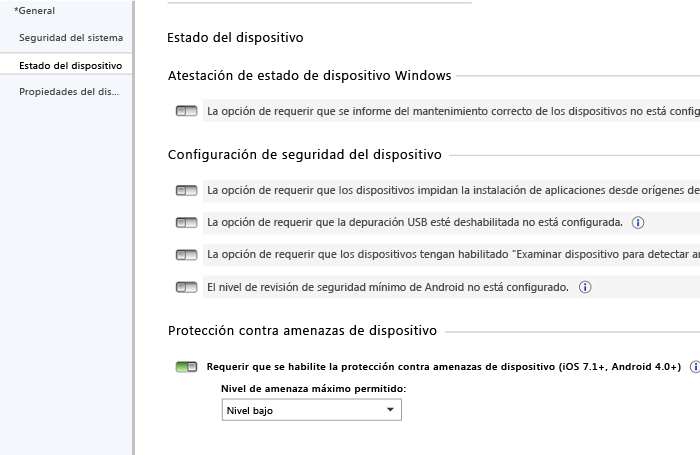 *General
Seguridad del sistema
Estado del dispositivo
Propiedades del dis...
Estado del dispositivo
Atestación de estado de dispositivo Windows
La opción de requerir que se informe del mantenimiento correcto de los dispositivos no está config
Configuración de seguridad del dispositivo
La opción de requerir que los dispositivos impidan la instalación de aplicaciones desde orígenes de
La opción de requerir que la depuración USB esté deshabilitada no está configurada.
La opción de requerir que los dispositivos tengan habilitado "Examinar dispositivo para detectar a
El nivel de revisión de seguridad mínimo de Android no está configurado.
Protección contra amenazas de dispositivo
Requerir que se habilite la protección contra amenazas de dispositivo (iOS 7.1+, Android 4.0+)
Nivel de amenaza máximo permitido:
Nivel bajo